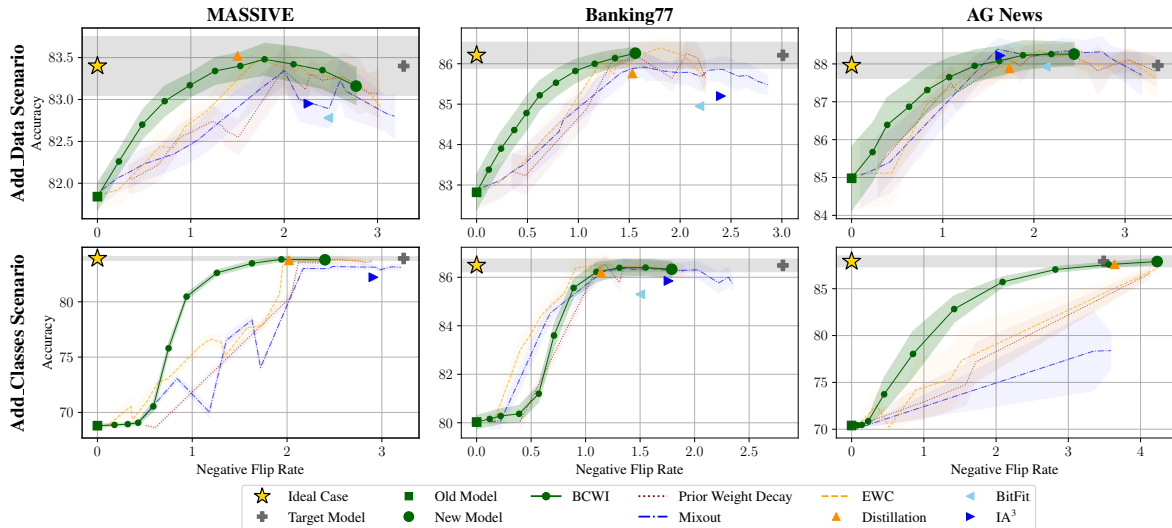 MASSIVE
Banking77
AG News
Add_Data Scenario
Accuracy
83.5
83.0
82.5
82.0
0
1
2
3
86
85
84
83
0.0
0.5
1.0
1.5
2.0
2.5
3.0
88
87
86
85
84
0
1
2
3
Add_Classes Scenario
Accuracy
80
75
70
0
1
2
3
Negative Flip Rate
86
84
82
80
0.0
0.5
1.0
1.5
2.0
2.5
Negative Flip Rate
85
80
75
70
0
1
2
3
4
Negative Flip Rate
Ideal Case
Old Model
BCWI
Prior Weight Decay
EWC
BitFit
Target Model
New Model
Mixout
Distillation
IA³